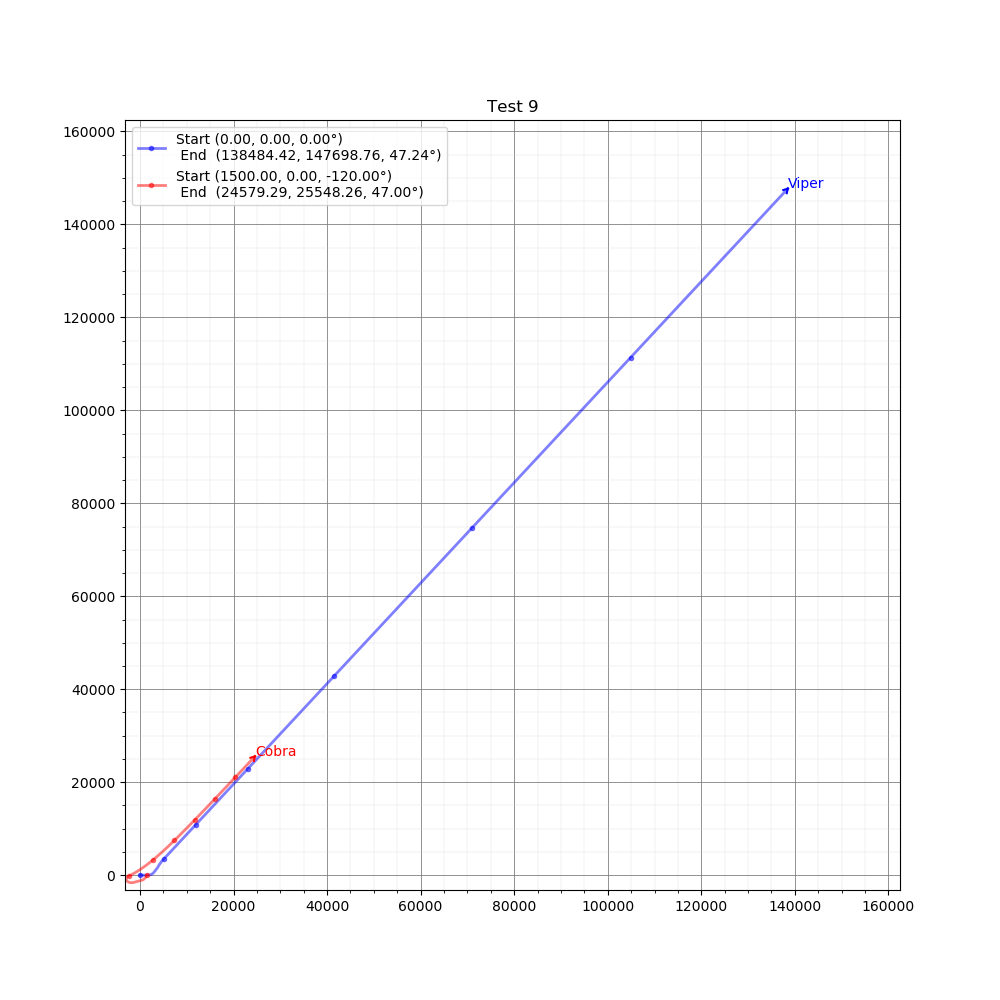 Test 9
Start (0.00, 0.00, 0.00°)
End  (138484.42, 147698.76, 47.24°)
Start (1500.00, 0.00, -120.00°)
End  (24579.29, 25548.26, 47.00°)
160000
140000
120000
100000
80000
60000
40000
20000
0
Viper
Cobra
0 20000 40000 60000 80000 100000 120000 140000 160000